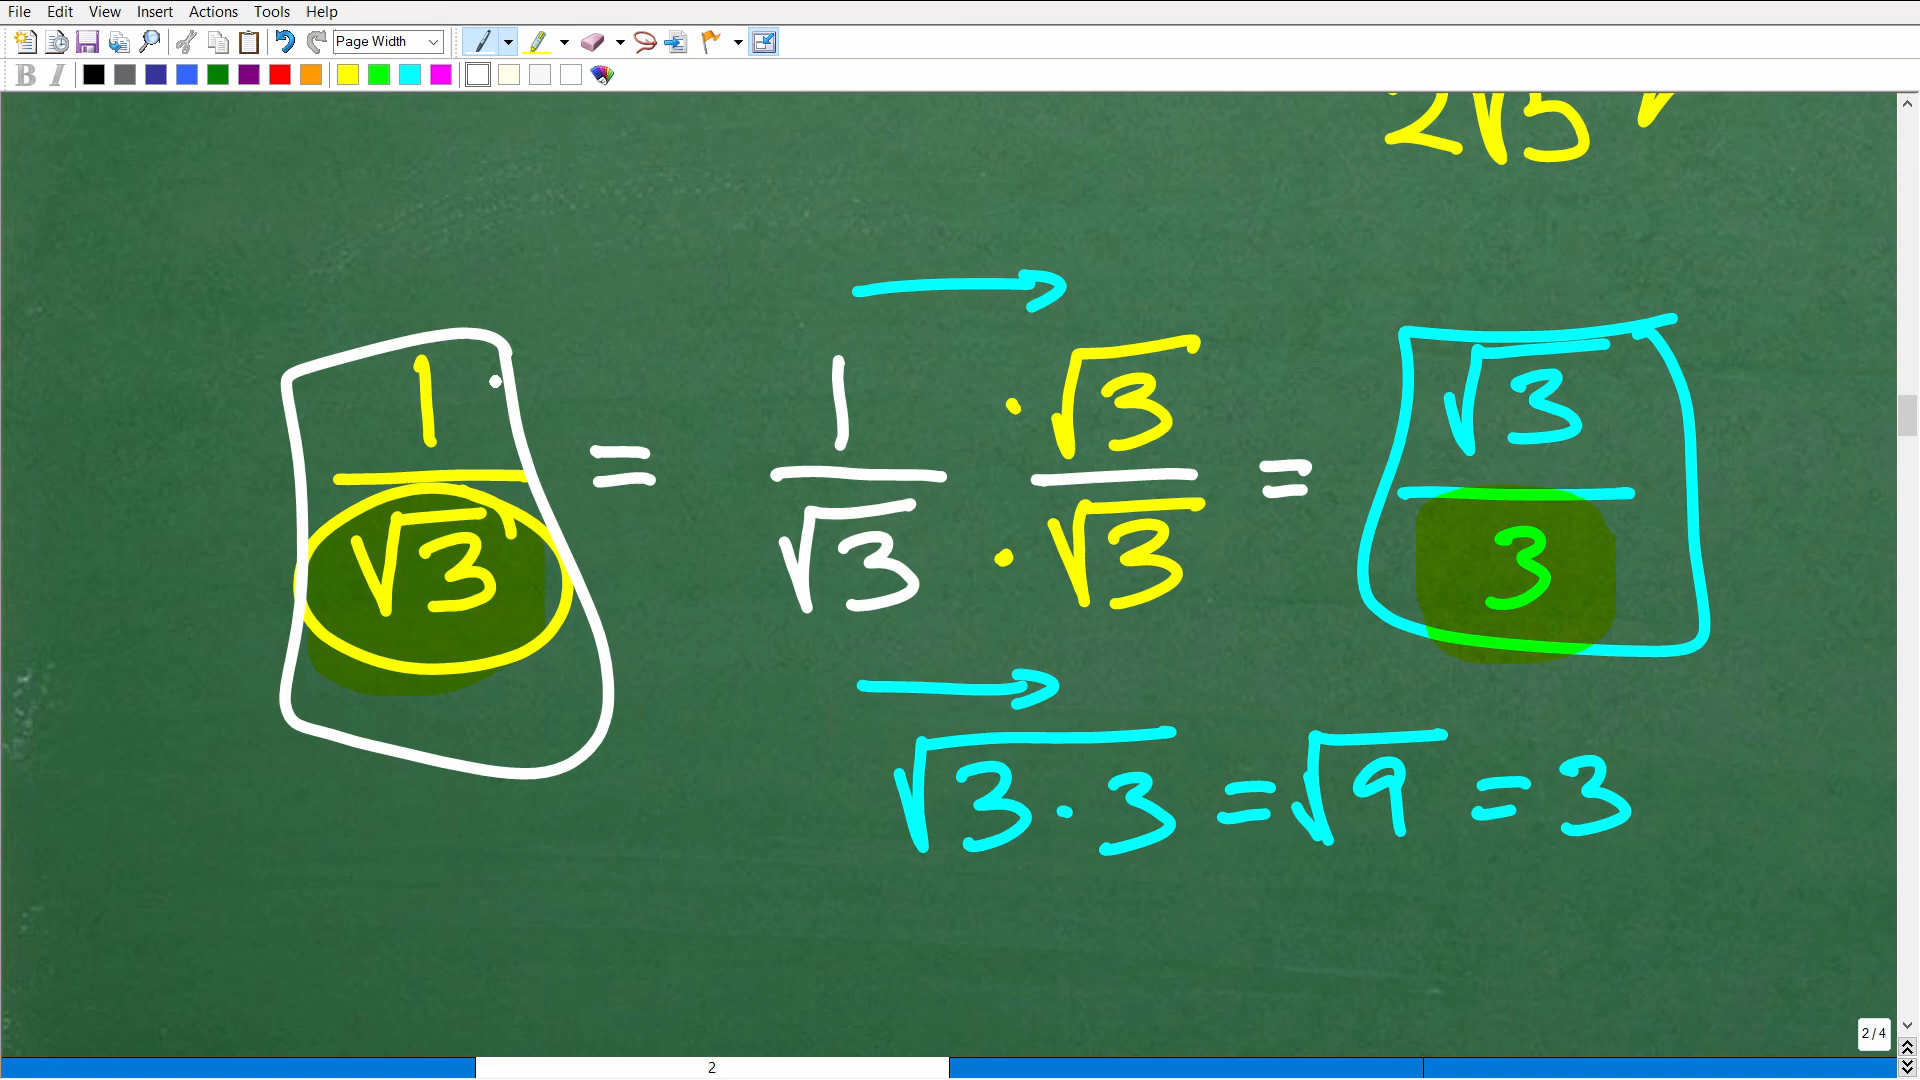 File Edit View Insert Actions Tools Help
Page Width
B I
2√5
1/√3 = 1/√3 · √3/√3 = √3/3
√3·3 = √9 = 3
2 / 4
2